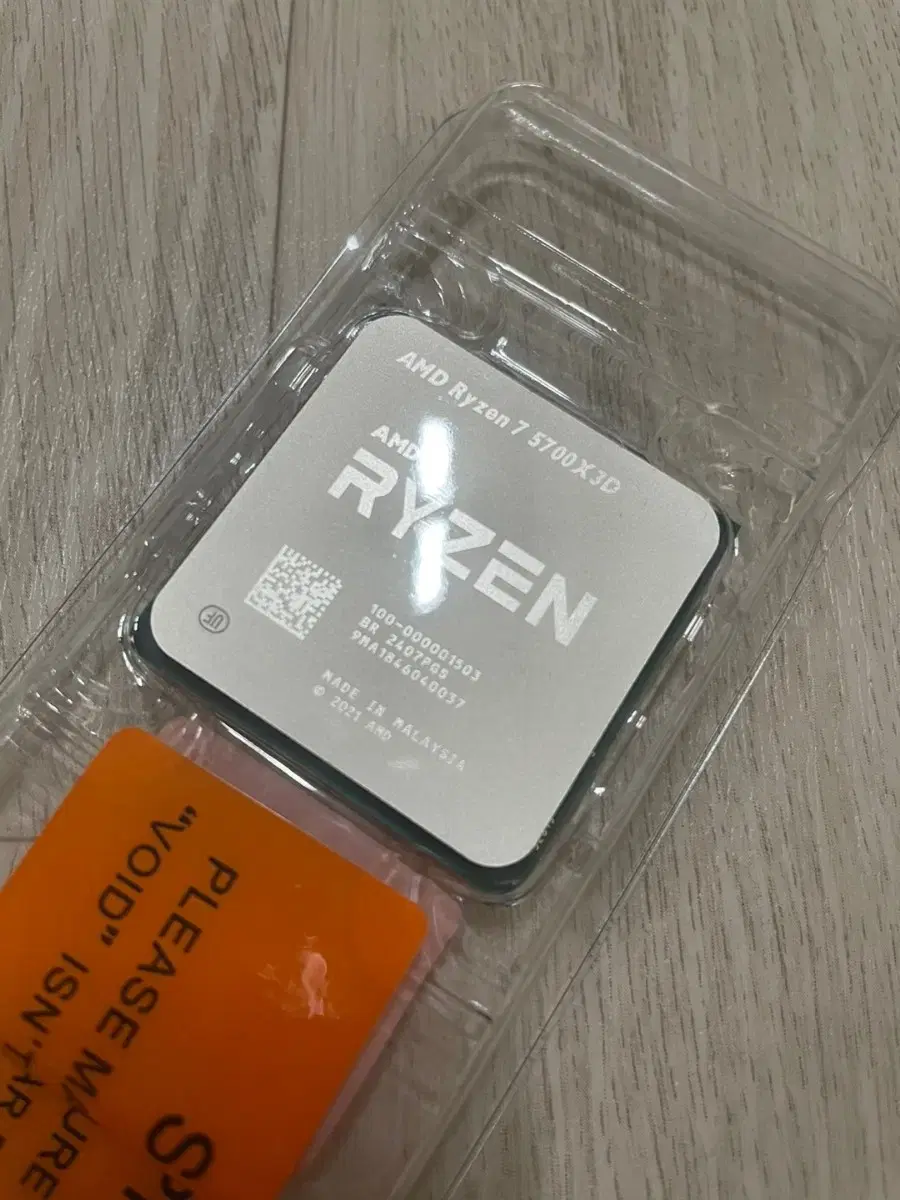 AMD Ryzen 7 5700X3D
AMD
RYZEN
100-000001503
BR 2407PGS
9MA1846040037
MADE IN MALAYSIA
© 2021 AMD
UF
PLEASE
"VOID" ISN'T